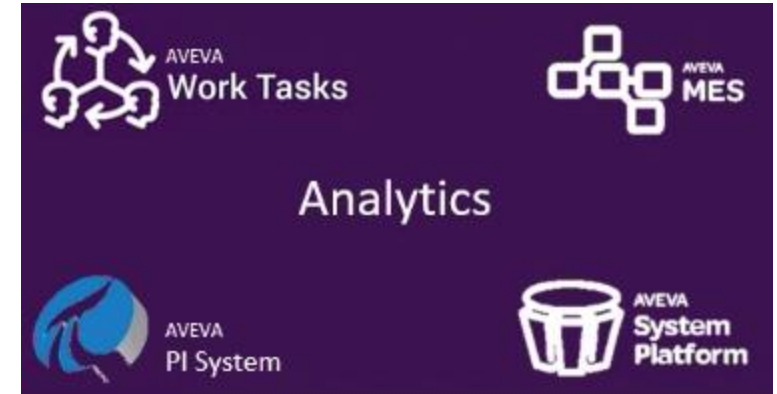 AVEVA
Work Tasks
AVEVA
MES
Analytics
AVEVA
PI System
AVEVA
System
Platform